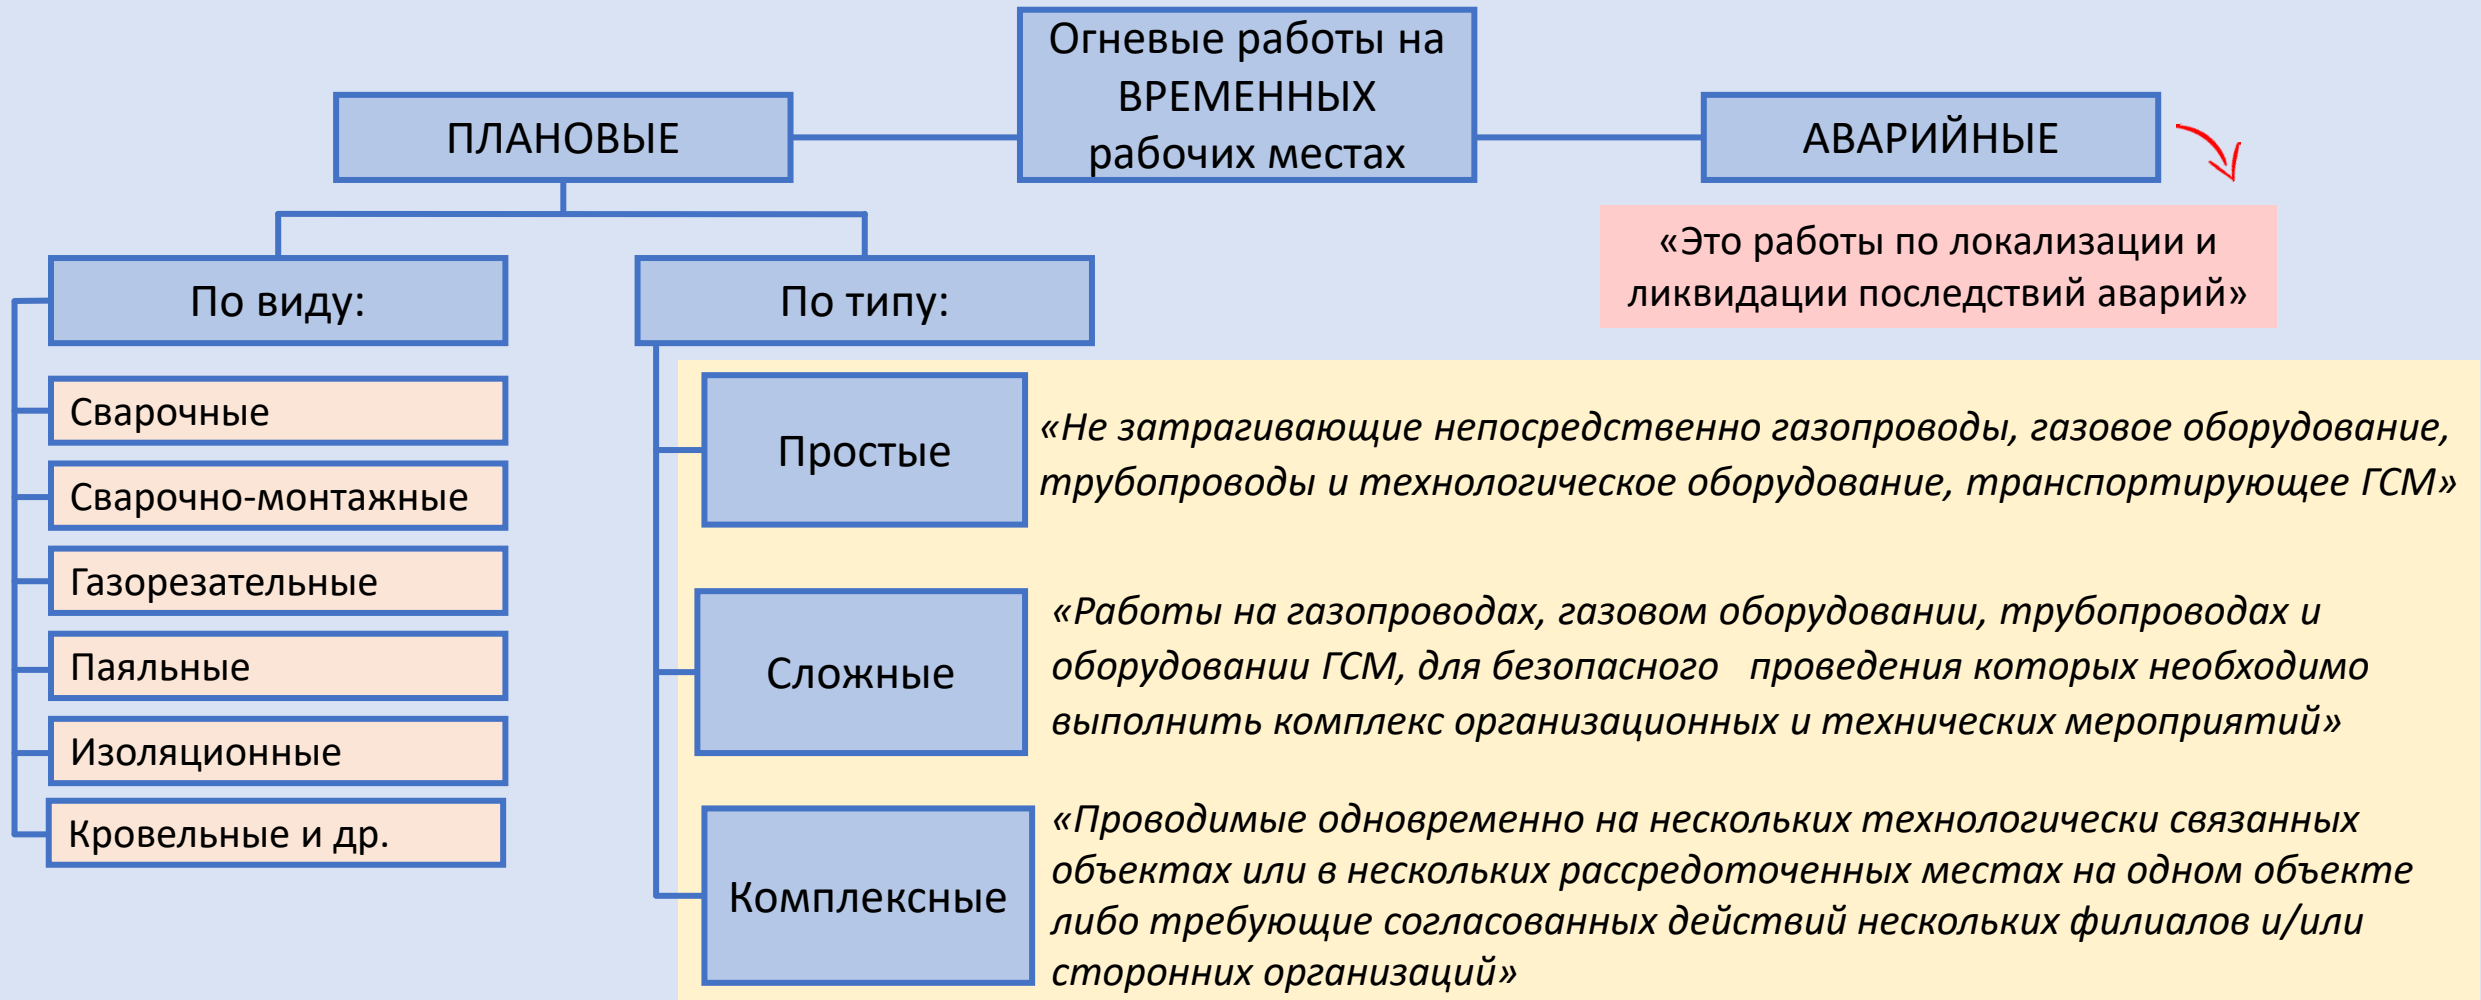 Огневые работы на
ВРЕМЕННЫХ
рабочих местах
ПЛАНОВЫЕ
АВАРИЙНЫЕ
«Это работы по локализации и
ликвидации последствий аварий»
По виду:
Сварочные
Сварочно-монтажные
Газорезательные
Паяльные
Изоляционные
Кровельные и др.
По типу:
Простые
«Не затрагивающие непосредственно газопроводы, газовое оборудование,
трубопроводы и технологическое оборудование, транспортирующее ГСМ»
Сложные
«Работы на газопроводах, газовом оборудовании, трубопроводах и
оборудовании ГСМ, для безопасного проведения которых необходимо
выполнить комплекс организационных и технических мероприятий»
Комплексные
«Проводимые одновременно на нескольких технологически связанных
объектах или в нескольких рассредоточенных местах на одном объекте
либо требующие согласованных действий нескольких филиалов и/или
сторонних организаций»